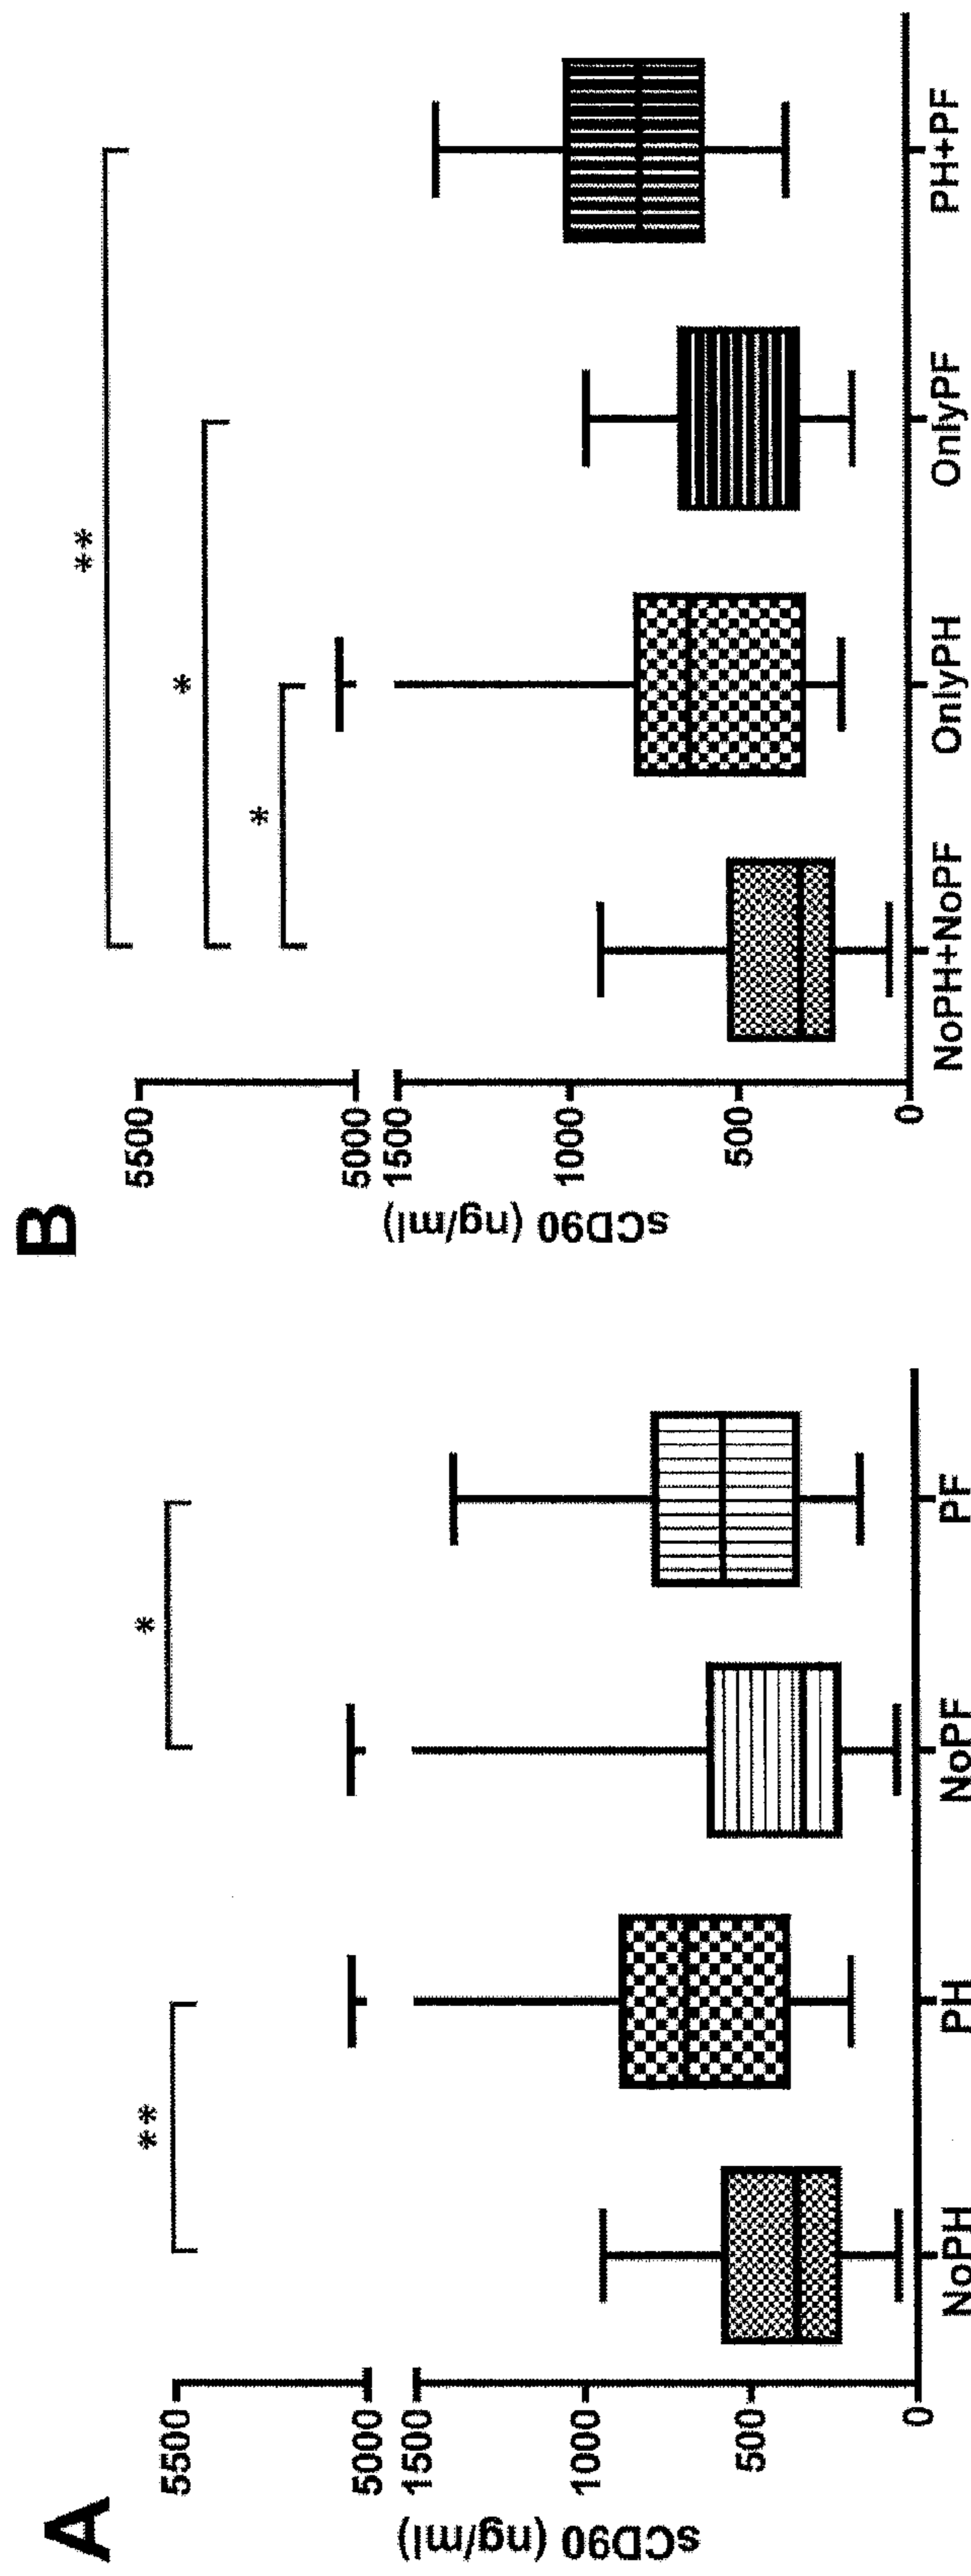 A
sCD90 (ng/ml)
5500
5000
1500
1000
500
0
**
*
NoPH
PH
NoPF
PF
B
sCD90 (ng/ml)
5500
5000
1500
1000
500
0
**
*
*
NoPH+NoPF
OnlyPH
OnlyPF
PH+PF